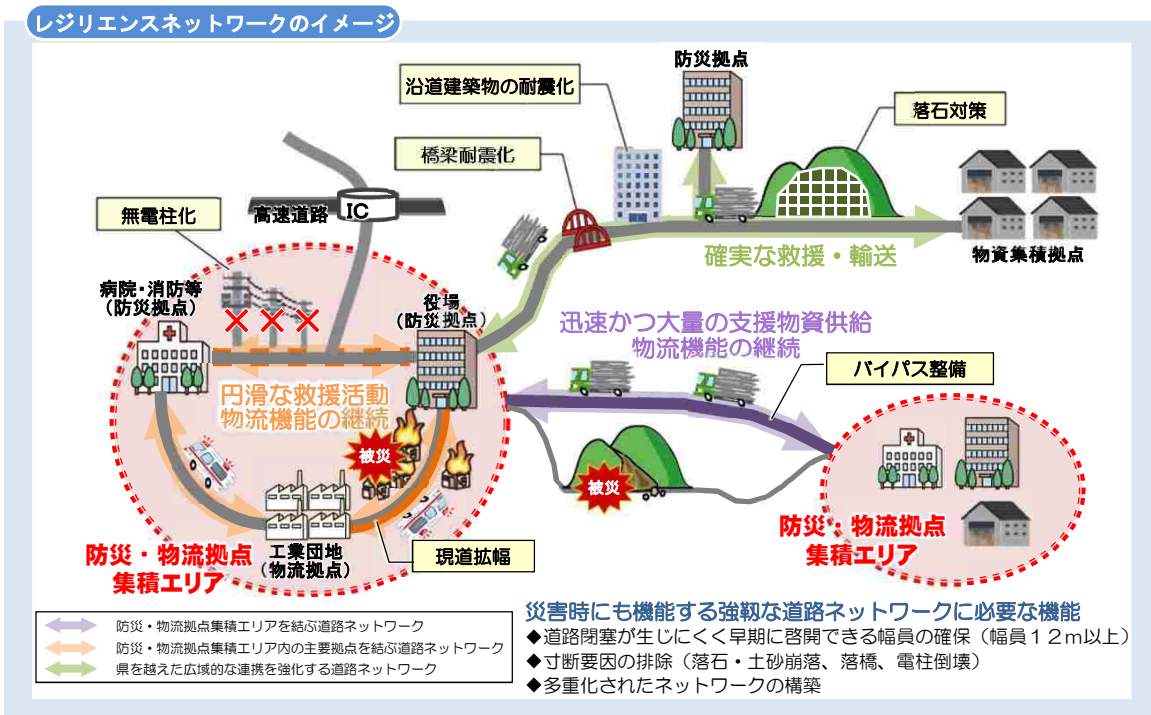 レジリエンスネットワークのイメージ
防災拠点
沿道建築物の耐震化
落石対策
橋梁耐震化
無電柱化
高速道路
IC
物資集積拠点
確実な救援・輸送
病院・消防等
(防災拠点)
役場
(防災拠点)
迅速かつ大量の支援物資供給
物流機能の継続
バイパス整備
円滑な救援活動
物流機能の継続
被災
被災
工業団地
(物流拠点)
現道拡幅
防災・物流拠点
集積エリア
防災・物流拠点
集積エリア
防災・物流拠点集積エリアを結ぶ道路ネットワーク
防災・物流拠点集積エリア内の主要拠点を結ぶ道路ネットワーク
県を越えた広域的な連携を強化する道路ネットワーク
災害時にも機能する強靱な道路ネットワークに必要な機能
◆道路閉塞が生じにくく早期に啓開できる幅員の確保（幅員１２ｍ以上）
◆寸断要因の排除（落石・土砂崩落、落橋、電柱倒壊）
◆多重化されたネットワークの構築